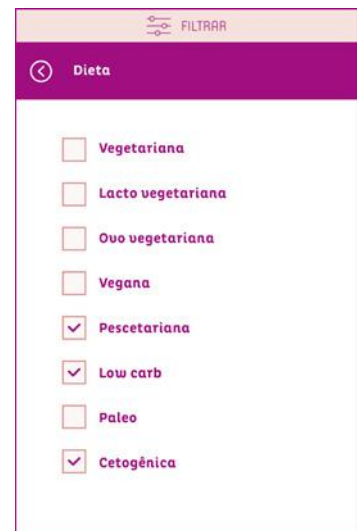 FILTRAR
Dieta
Vegetariana
Lacto vegetariana
Ovo vegetariana
Vegana
Pescetariana
Low carb
Paleo
Cetogênica